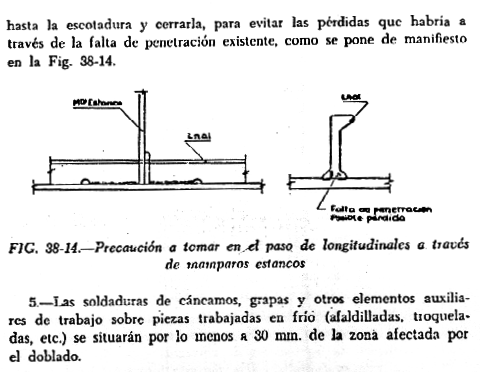 hasta la escotadura y cerrarla, para evitar las pérdidas que habría a
través de la falta de penetración existente, como se pone de manifiesto
en la Fig. 38-14.
Mp Estanco
Lnal
Lnal
Falta de penetración
Posible pérdida
FIG. 38-14.—Precaución a tomar en el paso de longitudinales a través
de mamparos estancos
5.—Las soldaduras de cáncamos, grapas y otros elementos auxilia-
res de trabajo sobre piezas trabajadas en frío (afaldilladas, troquela-
das, etc.) se situarán por lo menos a 30 mm. de la zona afectada por
el doblado.